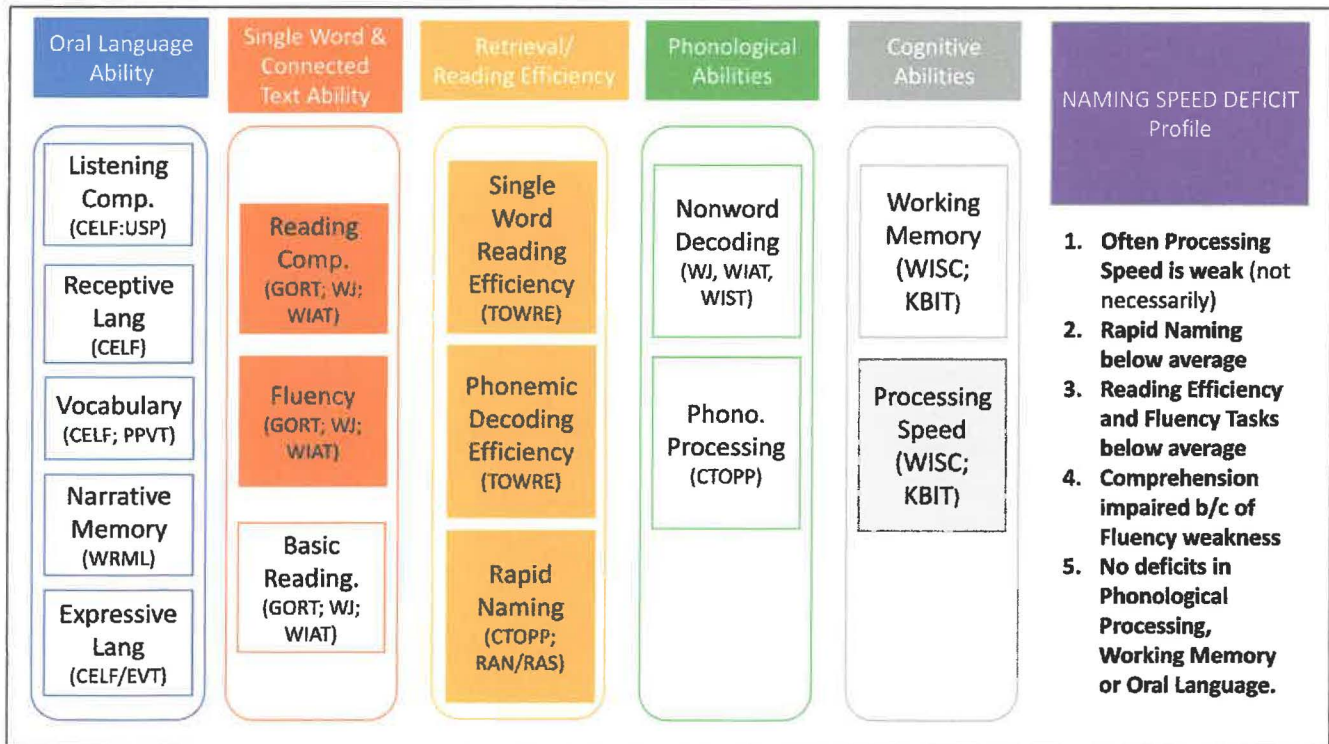 Oral Language
Ability
Single Word &
Connected
Text Ability
Retrieval/
Reading Efficiency
Phonological
Abilities
Cognitive
Abilities
NAMING SPEED DEFICIT
Profile
Listening
Comp.
(CELF:USP)
Receptive
Lang
(CELF)
Vocabulary
(CELF; PPVT)
Narrative
Memory
(WRML)
Expressive
Lang
(CELF/EVT)
Reading
Comp.
(GORT; WJ;
WIAT)
Fluency
(GORT; WJ;
WIAT)
Basic
Reading.
(GORT; WJ;
WIAT)
Single
Word
Reading
Efficiency
(TOWRE)
Phonemic
Decoding
Efficiency
(TOWRE)
Rapid
Naming
(CTOPP;
RAN/RAS)
Nonword
Decoding
(WJ, WIAT,
WIST)
Phono.
Processing
(CTOPP)
Working
Memory
(WISC;
KBIT)
Processing
Speed
(WISC;
KBIT)
1. Often Processing
Speed is weak (not
necessarily)
2. Rapid Naming
below average
3. Reading Efficiency
and Fluency Tasks
below average
4. Comprehension
impaired b/c of
Fluency weakness
5. No deficits in
Phonological
Processing,
Working Memory
or Oral Language.